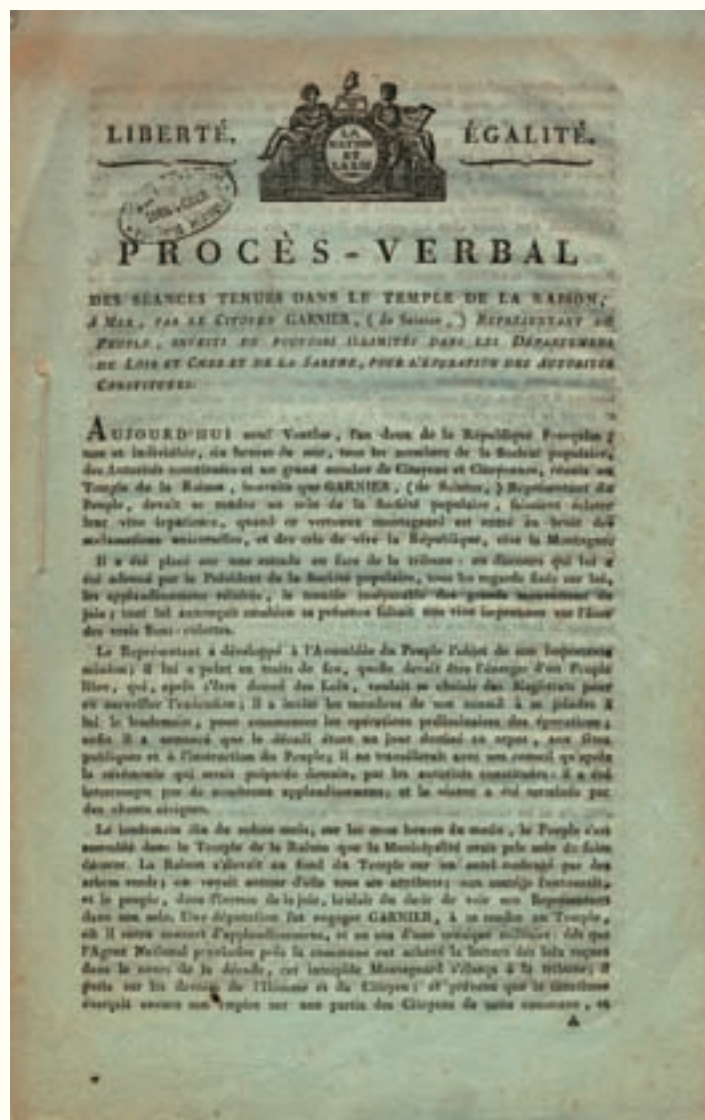 LIBERTÉ.
LA
NATION
ET
LA LOI
ÉGALITÉ.
PROCÈS-VERBAL
DES SÉANCES TENUES DANS LE TEMPLE DE LA RAISON,
A MER, PAR LE CITOYEN GARNIER, (de Saintes,) REPRÉSENTANT DU
PEUPLE, INVESTI DE POUVOIRS ILLIMITÉS DANS LES DÉPARTEMENS
DE LOIR ET CHER ET DE LA SARTHE, POUR L'ÉPURATION DES AUTORITÉS
CONSTITUÉES.
AUJOURD'HUI neuf Ventôse, l'an deux de la République Française,
une et indivisible, six heures du soir, tous les membres de la Société populaire,
des Autorités constituées et un grand nombre de Citoyens et Citoyennes, réunis au
Temple de la Raison, instruits que GARNIER, (de Saintes,) Représentant du
Peuple, devait se rendre au sein de la Société populaire, faisaient éclater
leur vive impatience, quand ce vertueux montagnard est entré au bruit des
acclamations universelles, et des cris de vive la République, vive la Montagne
Il a été placé sur une estrade en face de la tribune : un discours qui lui a
été adressé par le Président de la Société populaire, tous les regards fixés sur lui,
les applaudissemens réitérés, le tumulte inséparable des grands mouvemens de
joie ; tout lui annonçait combien sa présence faisait une vive impression sur l'âme
des vrais Sans-culottes.
Le Représentant a développé à l'Assemblée du Peuple l'objet de son importante
mission ; il lui a peint en traits de feu, quelle devait être l'énergie d'un Peuple
libre, qui, après s'être donné des Loix, voulait se choisir des Magistrats pour
en surveiller l'exécution ; il a invité les membres de son conseil à se joindre à
lui le lendemain, pour commencer les opérations préliminaires des épurations ;
enfin il a annoncé que le décadi étant un jour destiné au repos, aux fêtes
publiques et à l'instruction du Peuple ; il ne travaillerait avec son conseil qu'après
la cérémonie qui serait préparée demain, par les autorités constituées : il a été
interrompu par de nombreux applaudissemens, et la séance a été terminée par
des chants civiques.
Le lendemain dix du même mois, sur les onze heures du matin, le Peuple s'est
assemblé dans le Temple de la Raison que la Municipalité avait pris soin de faire
décorer. La Raison s'élevait au fond du Temple sur un autel ombragé par des
arbres verds ; on voyait autour d'elle tous ses attributs ; son cortège l'entourait,
et le peuple, dans l'ivresse de la joie, brûlait du désir de voir son Représentant
dans son sein. Une députation fut engager GARNIER, à se rendre au Temple,
où il entra couvert d'applaudissemens, et au son d'une musique militaire : dès que
l'Agent National provisoire près la commune eut achevé la lecture des lois reçues
dans le cours de la décade, cet intrépide Montagnard s'élança à la tribune ; il
parla sur les devoirs de l'Homme et du Citoyen ; et prévenu que le fanatisme
exerçait encore son empire sur une partie des Citoyens de cette commune, et
A